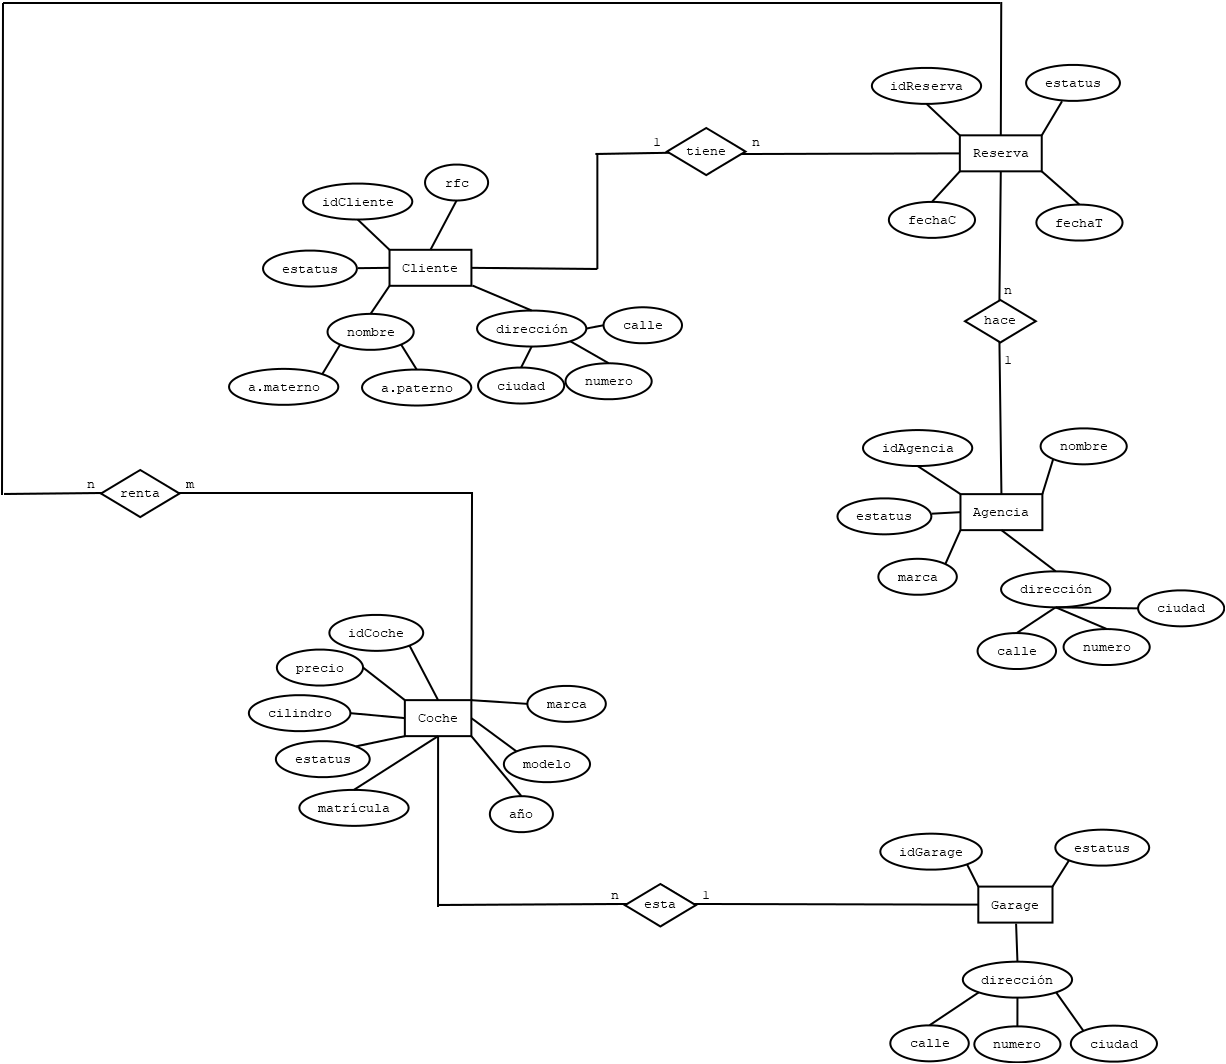 idReserva
estatus
1
tiene
n
Reserva
rfc
idCliente
fechaC
fechaT
estatus
Cliente
n
hace
calle
dirección
nombre
1
a.materno
a.paterno
ciudad
numero
idAgencia
nombre
n
renta
m
estatus
Agencia
marca
dirección
ciudad
calle
numero
idCoche
precio
marca
cilindro
Coche
estatus
modelo
matrícula
año
idGarage
estatus
n
esta
1
Garage
dirección
calle
numero
ciudad